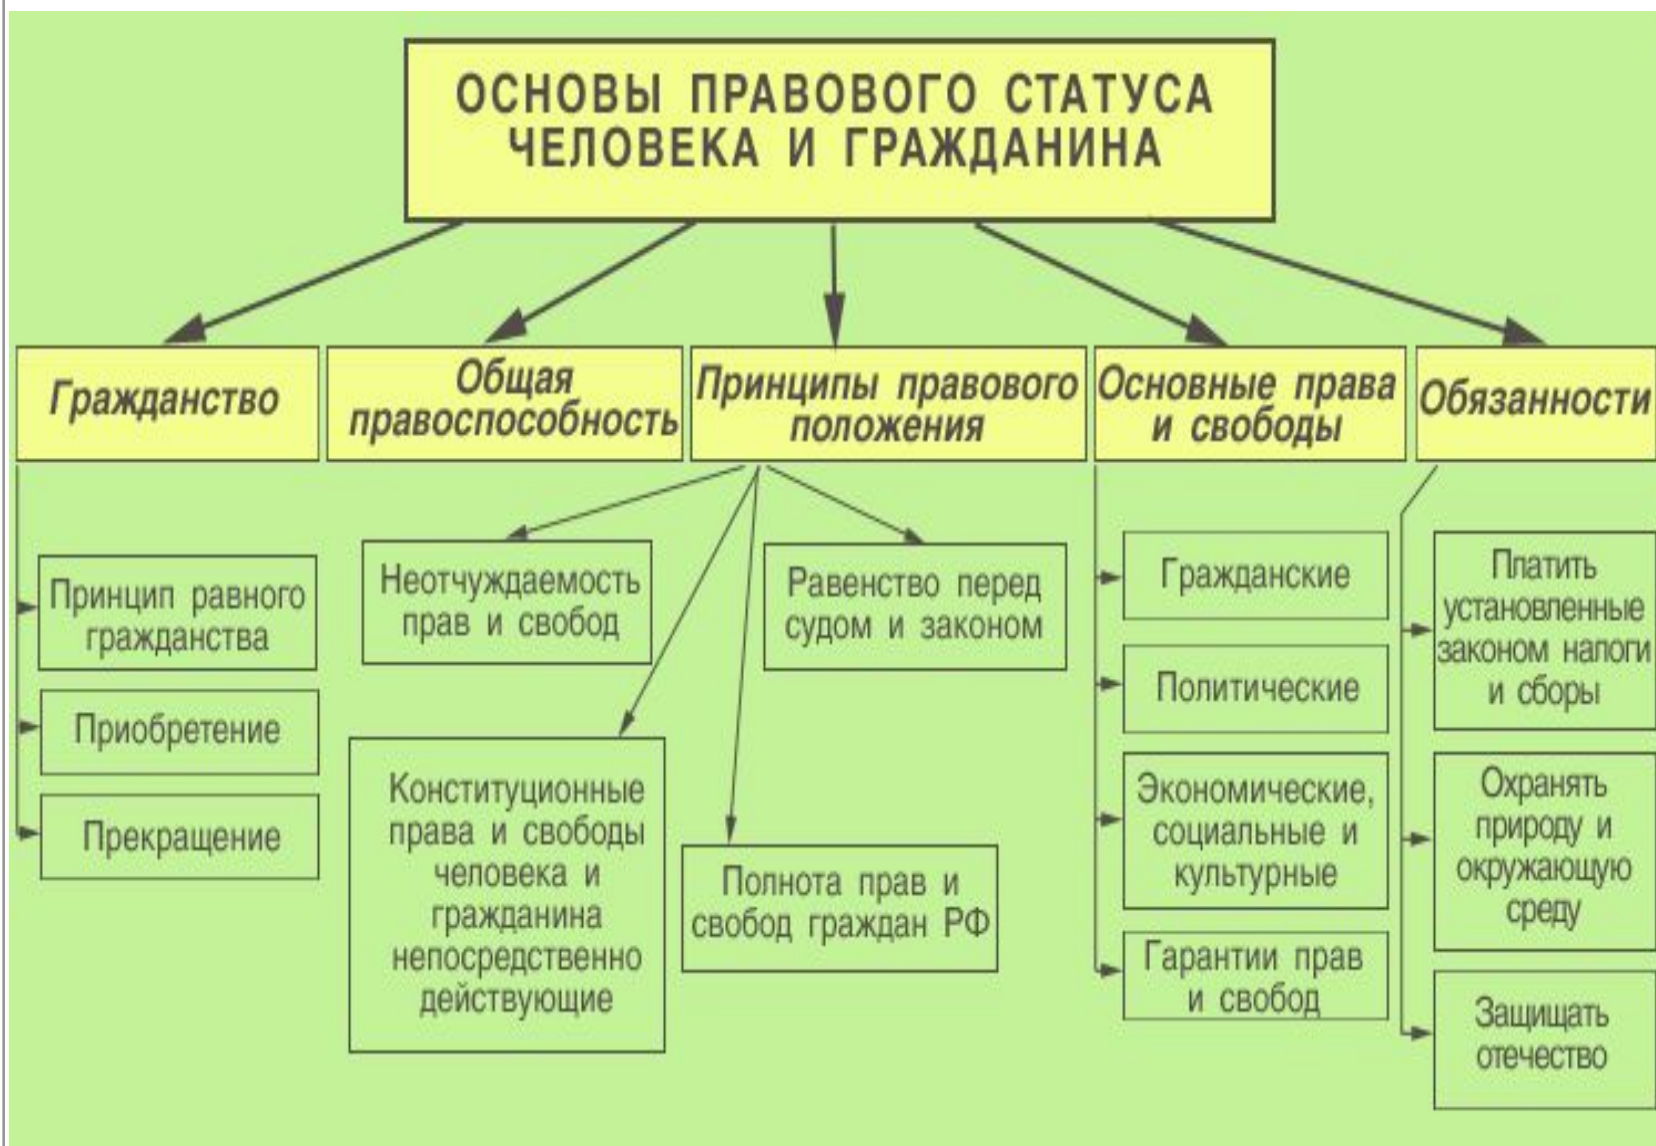 ОСНОВЫ ПРАВОВОГО СТАТУСА
ЧЕЛОВЕКА И ГРАЖДАНИНА
Гражданство
Общая
правоспособность
Принципы правового
положения
Основные права
и свободы
Обязанности
Принцип равного
гражданства
Приобретение
Прекращение
Неотчуждаемость
прав и свобод
Равенство перед
судом и законом
Конституционные
права и свободы
человека и
гражданина
непосредственно
действующие
Полнота прав и
свобод граждан РФ
Гражданские
Политические
Экономические,
социальные и
культурные
Гарантии прав
и свобод
Платить
установленные
законом налоги
и сборы
Охранять
природу и
окружающую
среду
Защищать
отечество